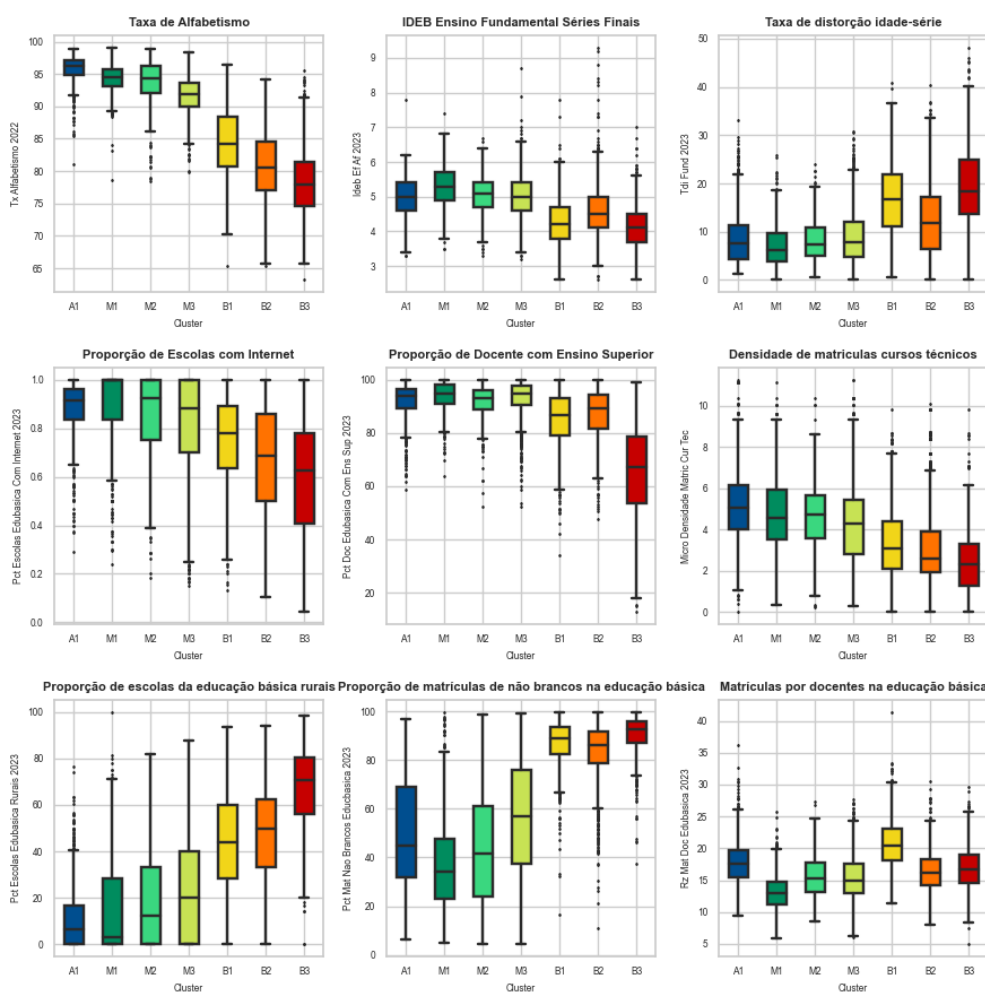 Taxa de Alfabetismo
Tx Alfabetismo 2022
100
95
90
85
80
75
70
65
A1 M1 M2 M3 B1 B2 B3
Cluster
IDEB Ensino Fundamental Séries Finais
Ideb Ef Af 2023
9
8
7
6
5
4
3
A1 M1 M2 M3 B1 B2 B3
Cluster
Taxa de distorção idade-série
Tdi Fund 2023
50
40
30
20
10
0
A1 M1 M2 M3 B1 B2 B3
Cluster
Proporção de Escolas com Internet
Pct Escolas Edubasica Com Internet 2023
1.0
0.8
0.6
0.4
0.2
0.0
A1 M1 M2 M3 B1 B2 B3
Cluster
Proporção de Docente com Ensino Superior
Pct Doc Edubasica Com Ens Sup 2023
100
80
60
40
20
A1 M1 M2 M3 B1 B2 B3
Cluster
Densidade de matriculas cursos técnicos
Micro Densidade Matric Cur Tec
10
8
6
4
2
0
A1 M1 M2 M3 B1 B2 B3
Cluster
Proporção de escolas da educação básica rurais
Pct Escolas Edubasica Rurais 2023
100
80
60
40
20
0
A1 M1 M2 M3 B1 B2 B3
Cluster
Proporção de matrículas de não brancos na educação básica
Pct Mat Nao Brancos Educbasica 2023
100
80
60
40
20
0
A1 M1 M2 M3 B1 B2 B3
Cluster
Matrículas por docentes na educação básica
Rz Mat Doc Edubasica 2023
40
35
30
25
20
15
10
5
A1 M1 M2 M3 B1 B2 B3
Cluster